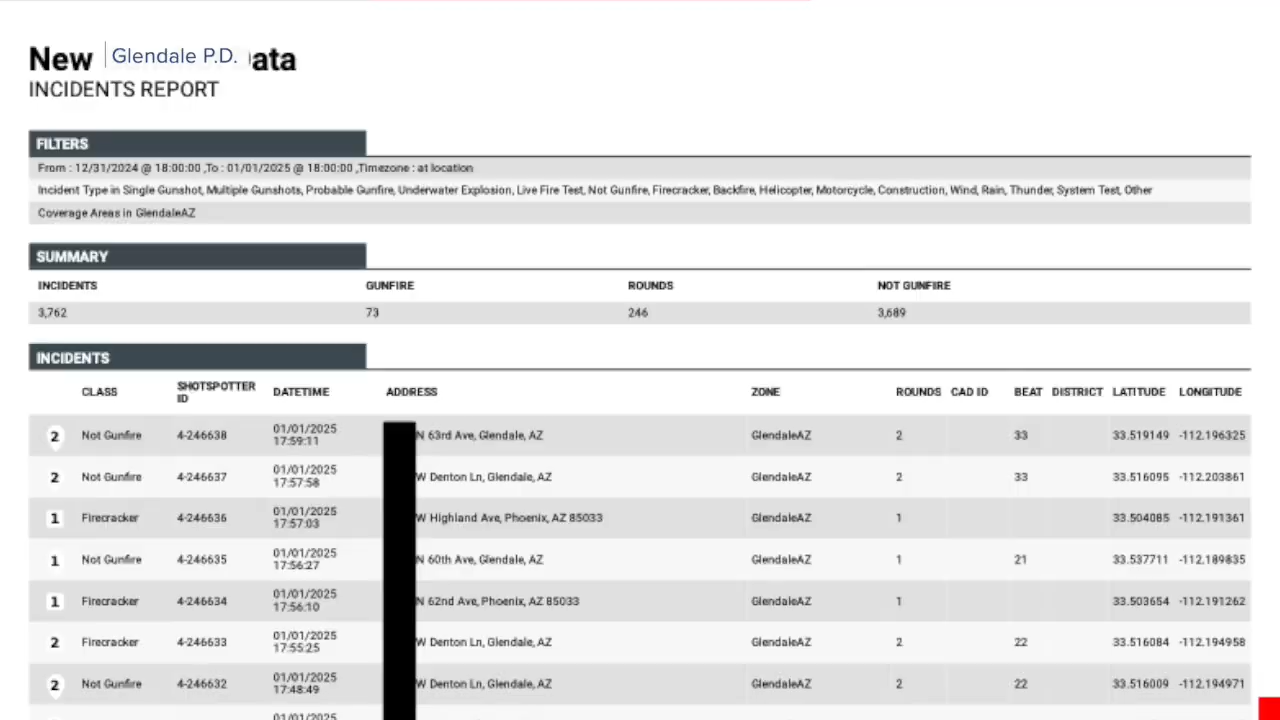 New Glendale P.D. ata
INCIDENTS REPORT
FILTERS
From : 12/31/2024 @ 18:00:00 ,To : 01/01/2025 @ 18:00:00 ,Timezone : at location
Incident Type in Single Gunshot, Multiple Gunshots, Probable Gunfire, Underwater Explosion, Live Fire Test, Not Gunfire, Firecracker, Backfire, Helicopter, Motorcycle, Construction, Wind, Rain, Thunder, System Test, Other
Coverage Areas in GlendaleAZ
SUMMARY
INCIDENTS GUNFIRE ROUNDS NOT GUNFIRE
3,762 73 246 3,689
INCIDENTS
CLASS SHOTSPOTTER ID DATETIME ADDRESS ZONE ROUNDS CAD ID BEAT DISTRICT LATITUDE LONGITUDE
2 Not Gunfire 4-246638 01/01/2025 17:59:11 N 63rd Ave, Glendale, AZ GlendaleAZ 2 33 33.519149 -112.196325
2 Not Gunfire 4-246637 01/01/2025 17:57:58 W Denton Ln, Glendale, AZ GlendaleAZ 2 33 33.516095 -112.203861
1 Firecracker 4-246636 01/01/2025 17:57:03 W Highland Ave, Phoenix, AZ 85033 GlendaleAZ 1 33.504085 -112.191361
1 Not Gunfire 4-246635 01/01/2025 17:56:27 N 60th Ave, Glendale, AZ GlendaleAZ 1 21 33.537711 -112.189835
1 Firecracker 4-246634 01/01/2025 17:56:10 N 62nd Ave, Phoenix, AZ 85033 GlendaleAZ 1 33.503654 -112.191262
2 Firecracker 4-246633 01/01/2025 17:55:25 W Denton Ln, Glendale, AZ GlendaleAZ 2 22 33.516084 -112.194958
2 Not Gunfire 4-246632 01/01/2025 17:48:49 W Denton Ln, Glendale, AZ GlendaleAZ 2 22 33.516009 -112.194971
01/01/2025